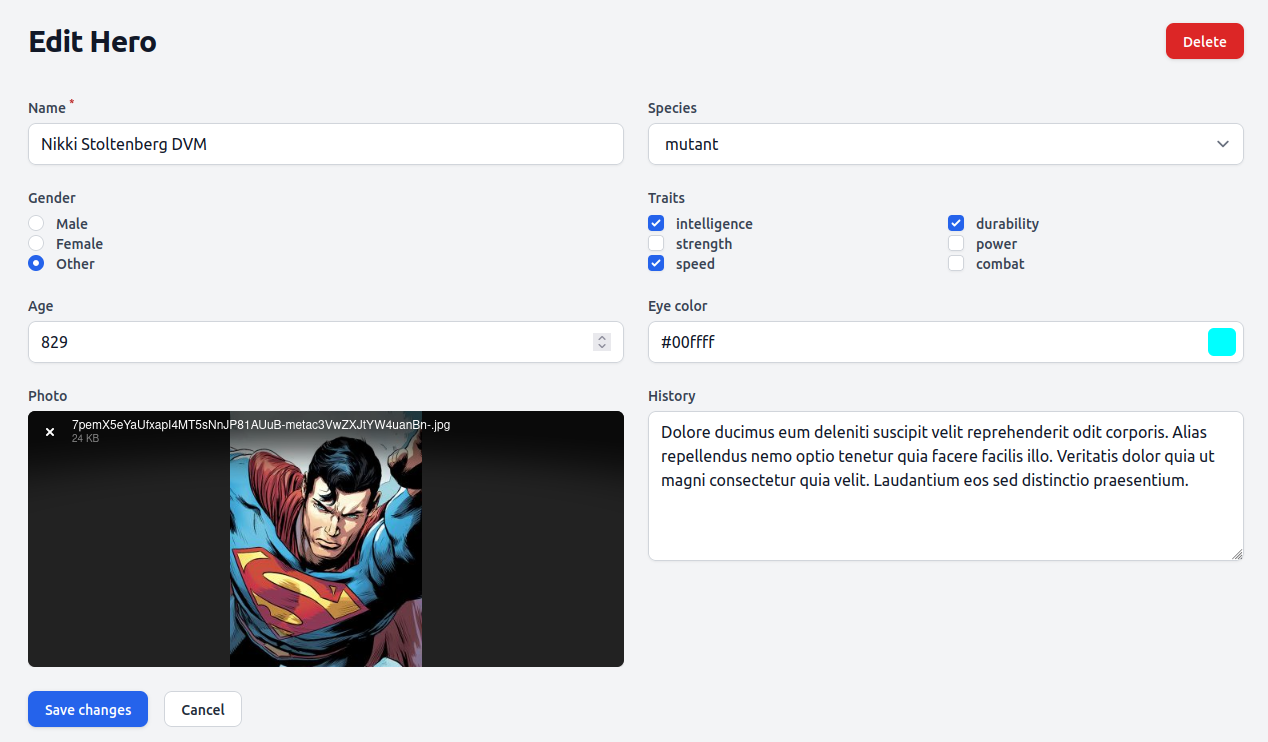 Edit Hero
Delete
Name *
Nikki Stoltenberg DVM
Species
mutant
Gender
Male
Female
Other
Traits
intelligence
strength
speed
durability
power
combat
Age
829
Eye color
#00ffff
Photo
7pemX5eYaUfxapI4MT5sNnJP81AUuB-metac3VwZXJtYW4uanBn-.jpg
24 KB
S
History
Dolore ducimus eum deleniti suscipit velit reprehenderit odit corporis. Alias
repellendus nemo optio tenetur quia facere facilis illo. Veritatis dolor quia ut
magni consectetur quia velit. Laudantium eos sed distinctio praesentium.
Save changes
Cancel